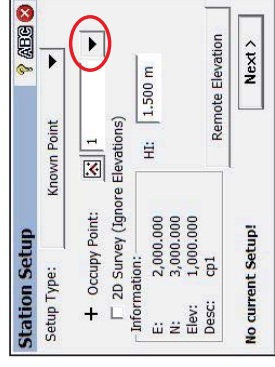 Station Setup ? ABC
Setup Type: Known Point
+ Occupy Point: 1
2D Survey (Ignore Elevations)
Information: HI: 1.500 m
E: 2,000.000
N: 3,000.000
Elev: 1,000.000
Desc: cp1
Remote Elevation
No current Setup! Next >